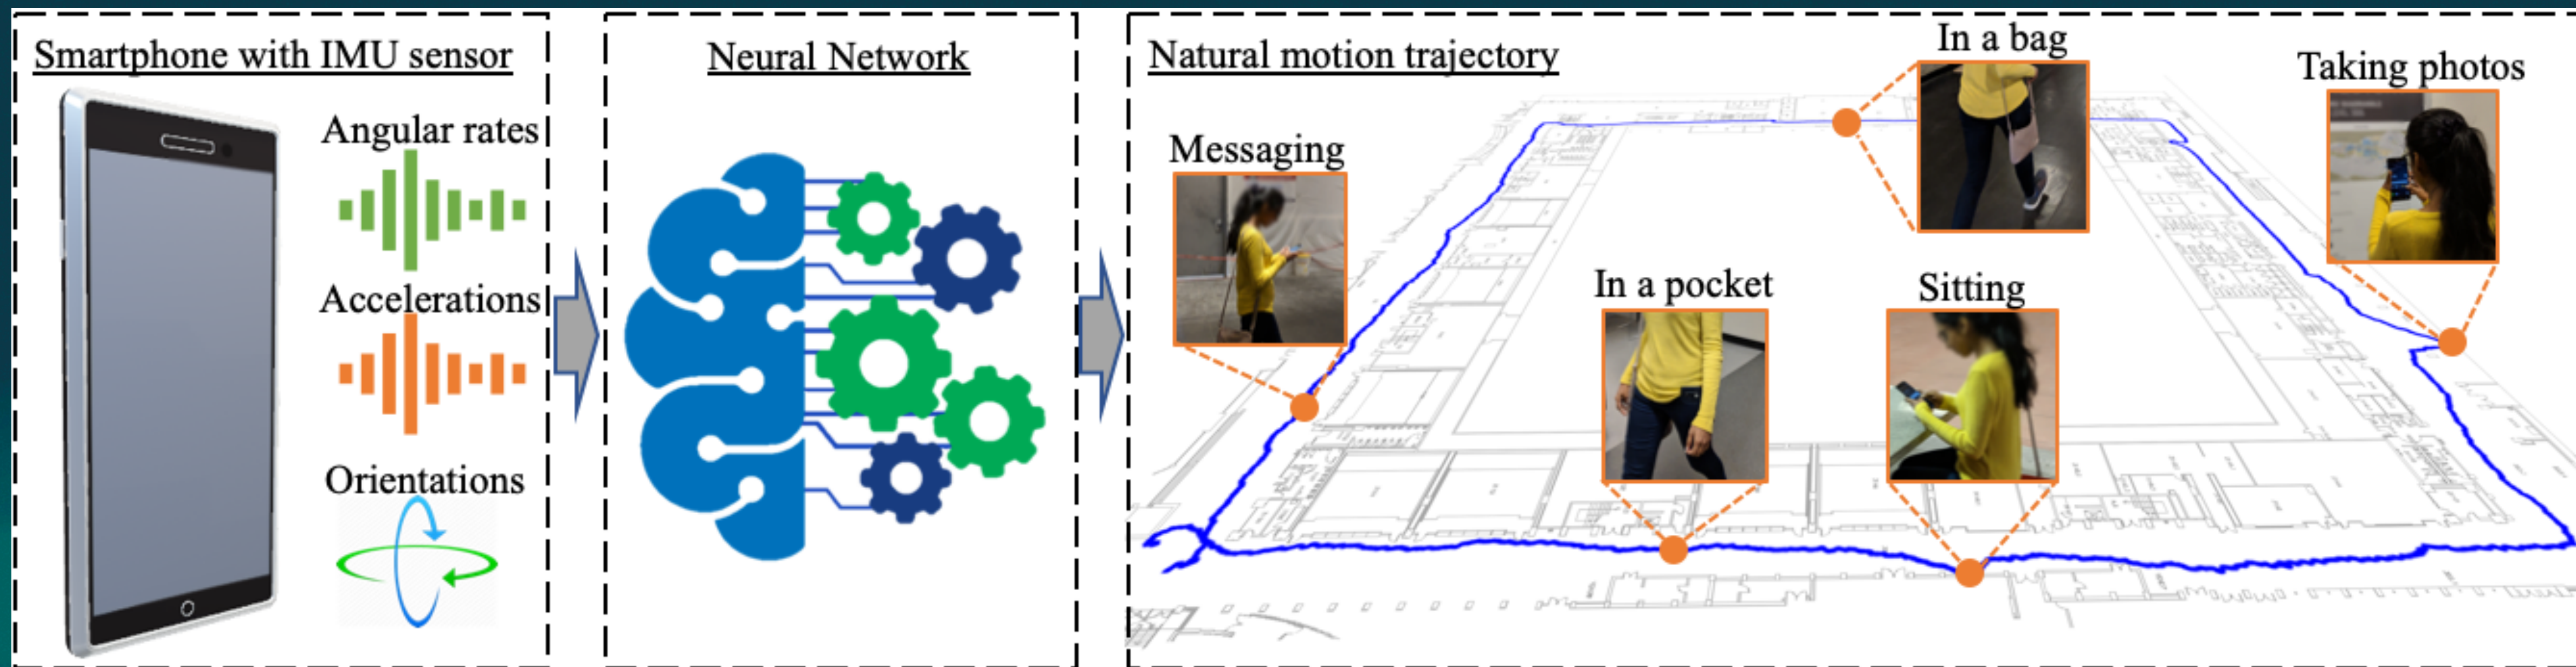 Smartphone with IMU sensor
Angular rates
Accelerations
Orientations
Neural Network
Natural motion trajectory
Messaging
In a bag
Taking photos
In a pocket
Sitting